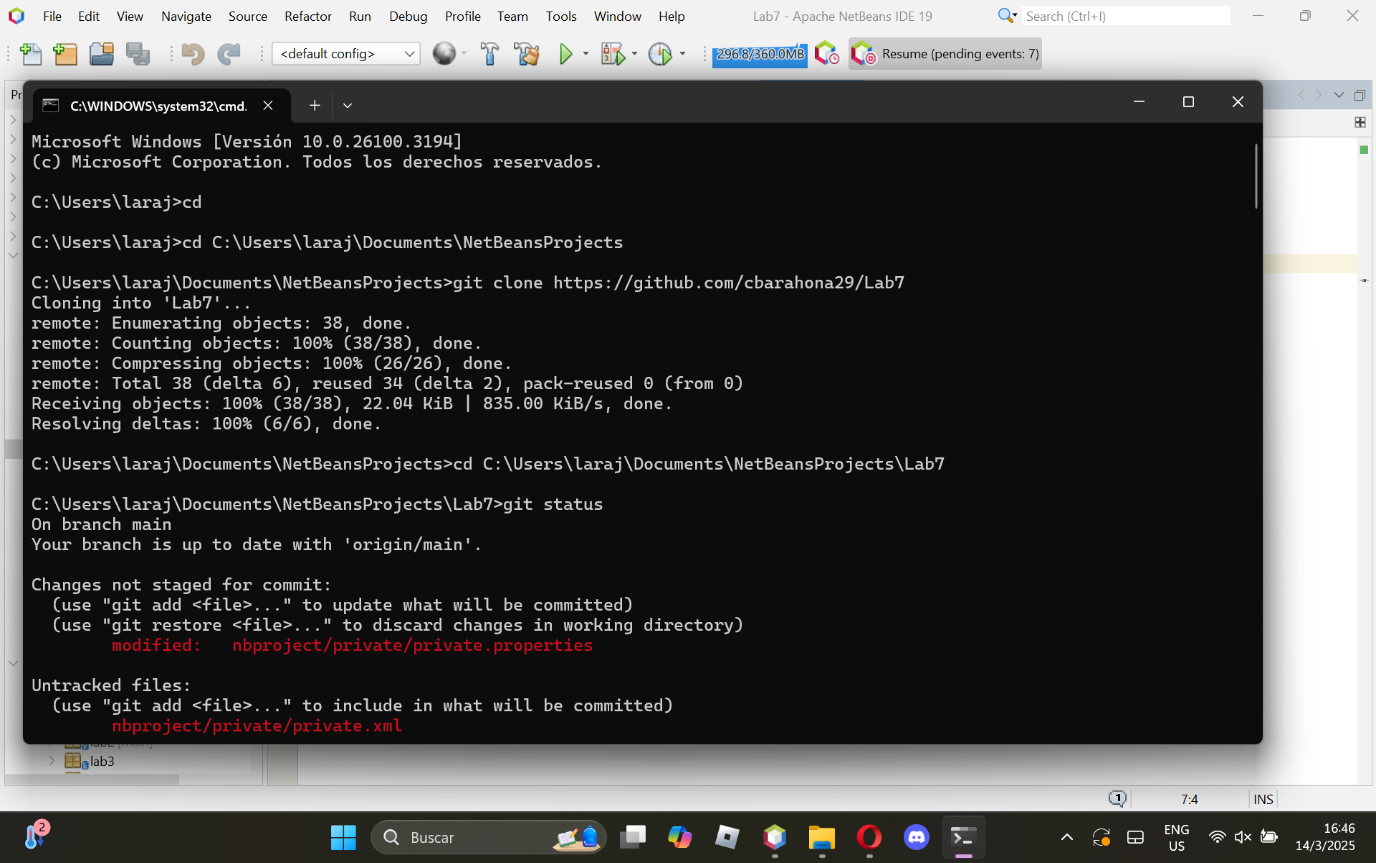 File Edit View Navigate Source Refactor Run Debug Profile Team Tools Window Help
Lab7 - Apache NetBeans IDE 19
Search (Ctrl+I)
<default config>
296.8/360.0MB
Resume (pending events: 7)
Pr
C:\WINDOWS\system32\cmd.
Microsoft Windows [Versión 10.0.26100.3194]
(c) Microsoft Corporation. Todos los derechos reservados.
C:\Users\laraj>cd
C:\Users\laraj>cd C:\Users\laraj\Documents\NetBeansProjects
C:\Users\laraj\Documents\NetBeansProjects>git clone https://github.com/cbarahona29/Lab7
Cloning into 'Lab7'...
remote: Enumerating objects: 38, done.
remote: Counting objects: 100% (38/38), done.
remote: Compressing objects: 100% (26/26), done.
remote: Total 38 (delta 6), reused 34 (delta 2), pack-reused 0 (from 0)
Receiving objects: 100% (38/38), 22.04 KiB | 835.00 KiB/s, done.
Resolving deltas: 100% (6/6), done.
C:\Users\laraj\Documents\NetBeansProjects>cd C:\Users\laraj\Documents\NetBeansProjects\Lab7
C:\Users\laraj\Documents\NetBeansProjects\Lab7>git status
On branch main
Your branch is up to date with 'origin/main'.
Changes not staged for commit:
(use "git add <file>..." to update what will be committed)
(use "git restore <file>..." to discard changes in working directory)
modified: nbproject/private/private.properties
Untracked files:
(use "git add <file>..." to include in what will be committed)
nbproject/private/private.xml
lab3
1
7:4
INS
2
Buscar
ENG
US
16:46
14/3/2025